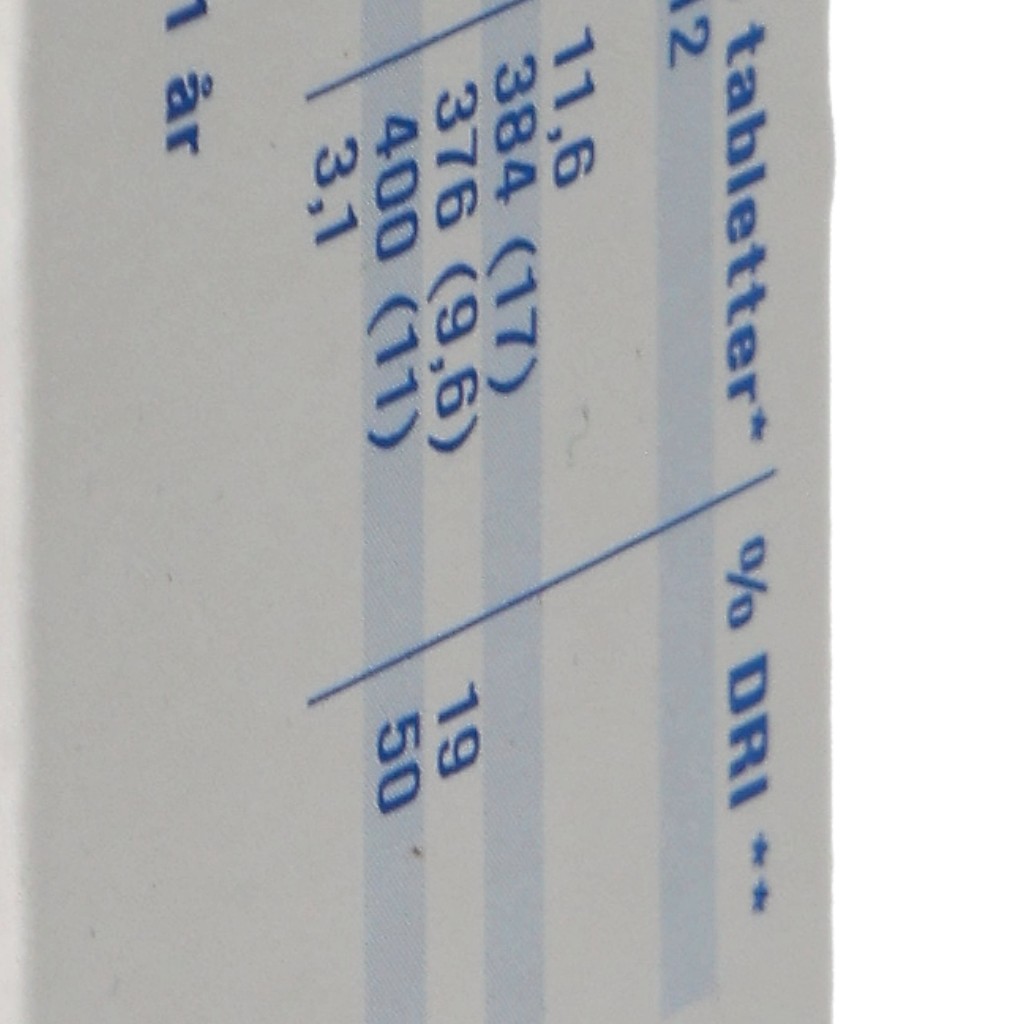 tabletter* % DRI **
12
11,6
384 (17)
376 (9,6) 19
400 (11) 50
3,1
år